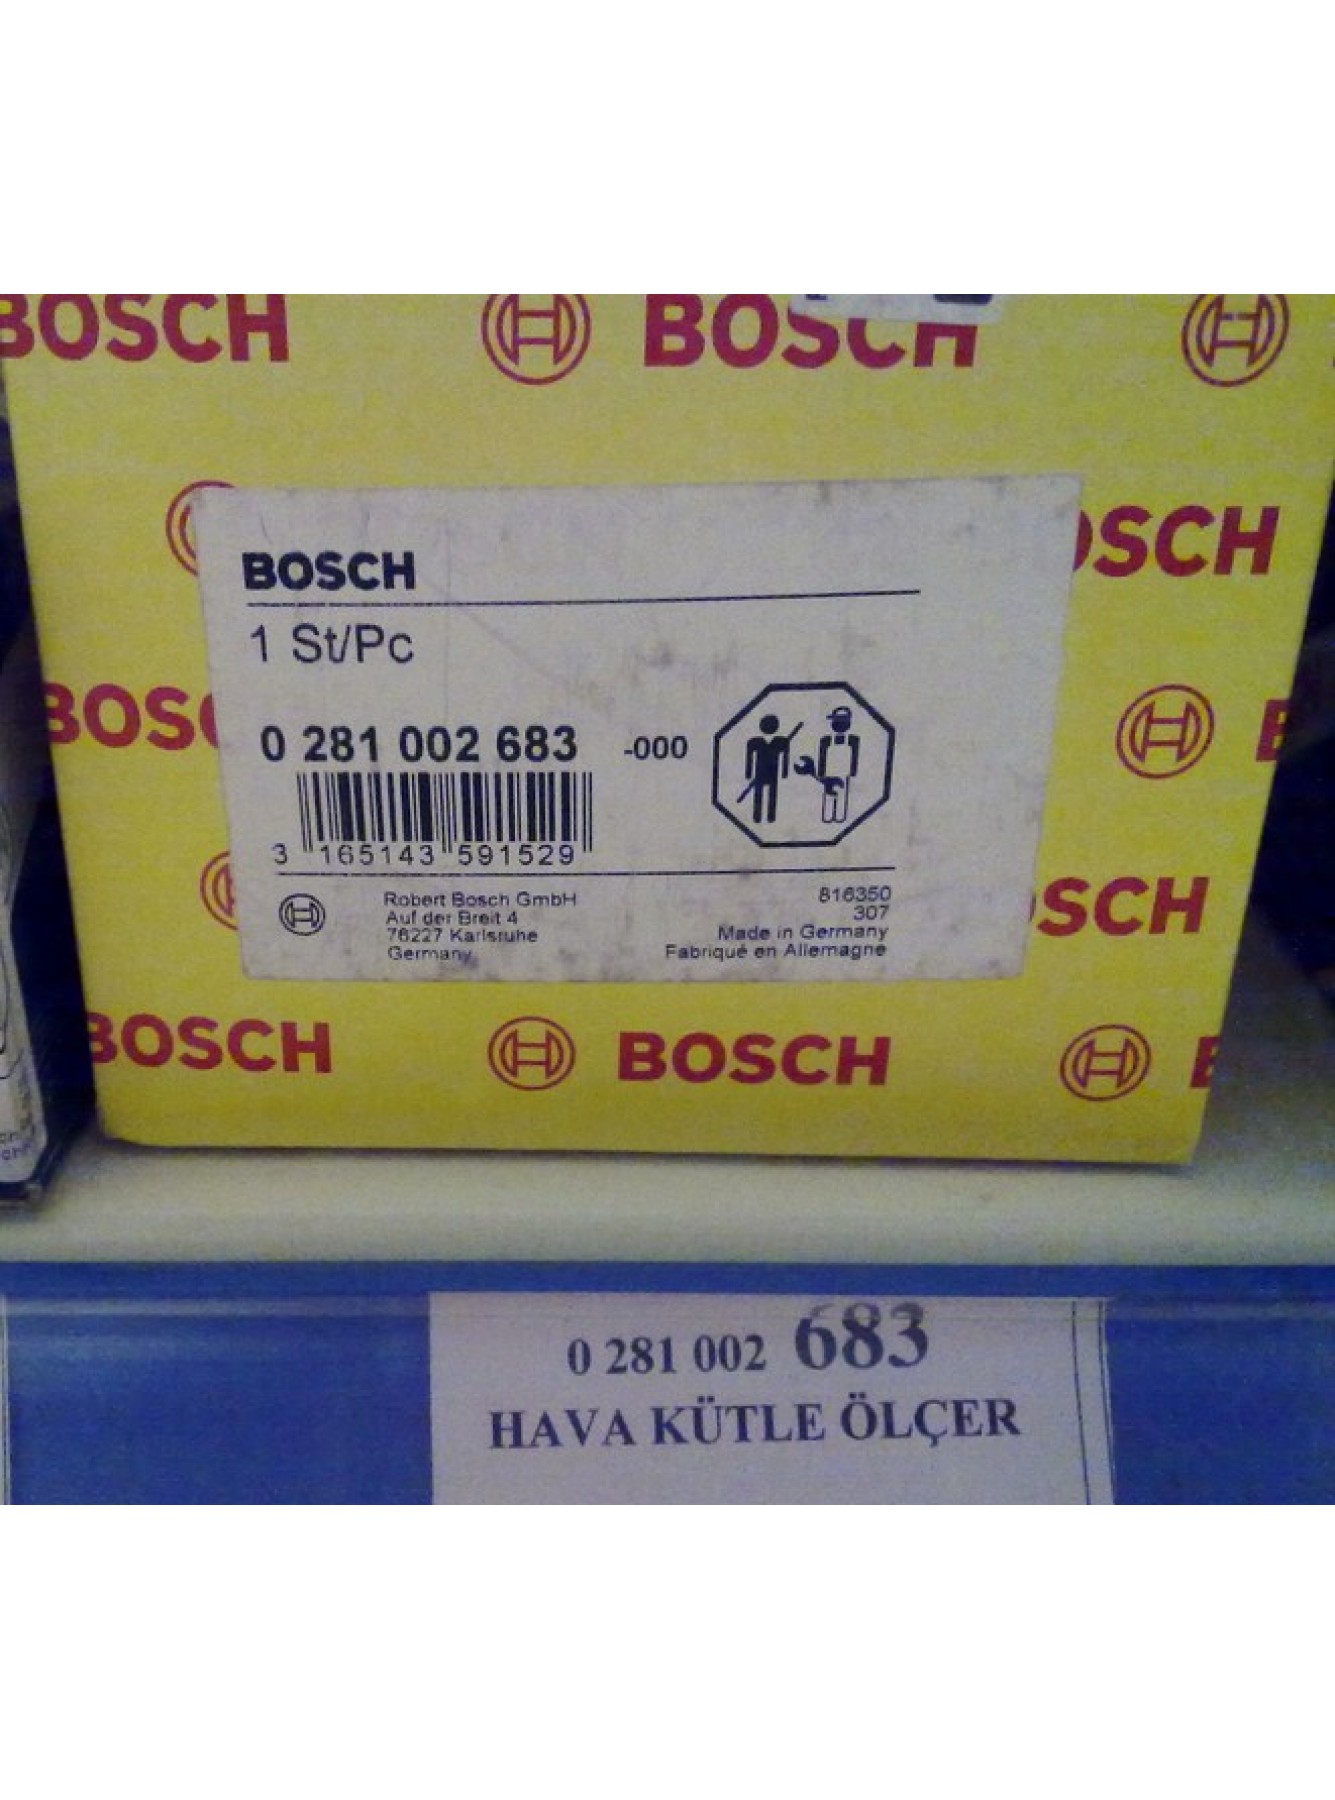 BOSCH BOSCH
BOSCH
1 St/Pc
0 281 002 683 -000
3 165143 591529
Robert Bosch GmbH
Auf der Breit 4
76227 Karlsruhe
Germany
816350
307
Made in Germany
Fabriqué en Allemagne
BOSCH BOSCH
0 281 002 683
HAVA KÜTLE ÖLÇER